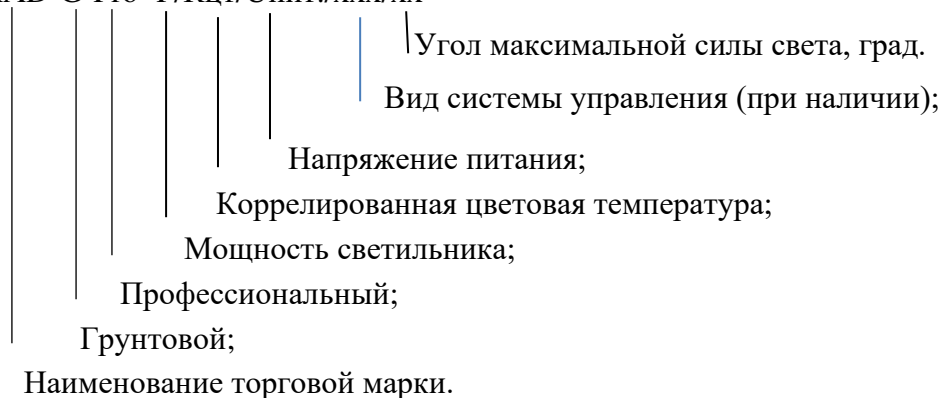 Угол максимальной силы света, град.
Вид системы управления (при наличии);
Напряжение питания;
Коррелированная цветовая температура;
Мощность светильника;
Профессиональный;
Грунтовой;
Наименование торговой марки.